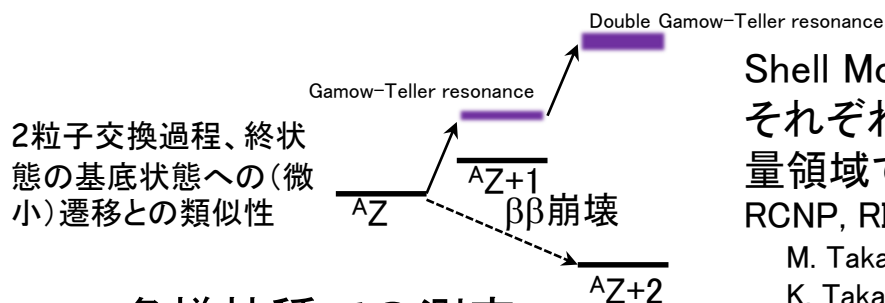 Double Gamow-Teller resonance
Gamow-Teller resonance
2粒子交換過程、終状
態の基底状態への(微
小)遷移との類似性
ᴬZ
ᴬZ+1
ββ崩壊
ᴬZ+2
Shell Mo
それぞれ
量領域で
RCNP, RI
M. Taka
K. Taka